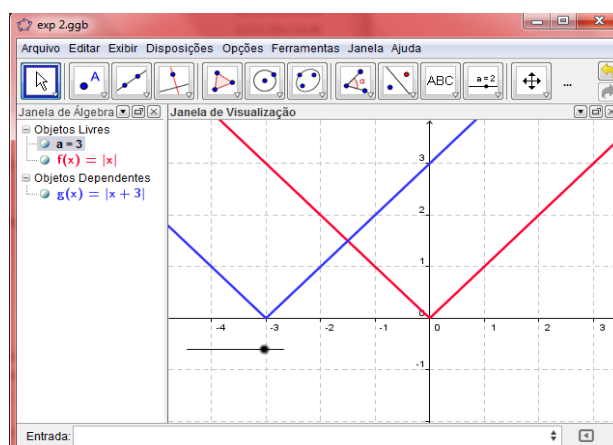 exp 2.ggb
Arquivo Editar Exibir Disposições Opções Ferramentas Janela Ajuda
A
α
ABC
a=2
...
Janela de Álgebra
Janela de Visualização
Objetos Livres
a = 3
f(x) = |x|
Objetos Dependentes
g(x) = |x + 3|
3
2
1
0
-4 -3 -2 -1 0 1 2 3
-1
Entrada: